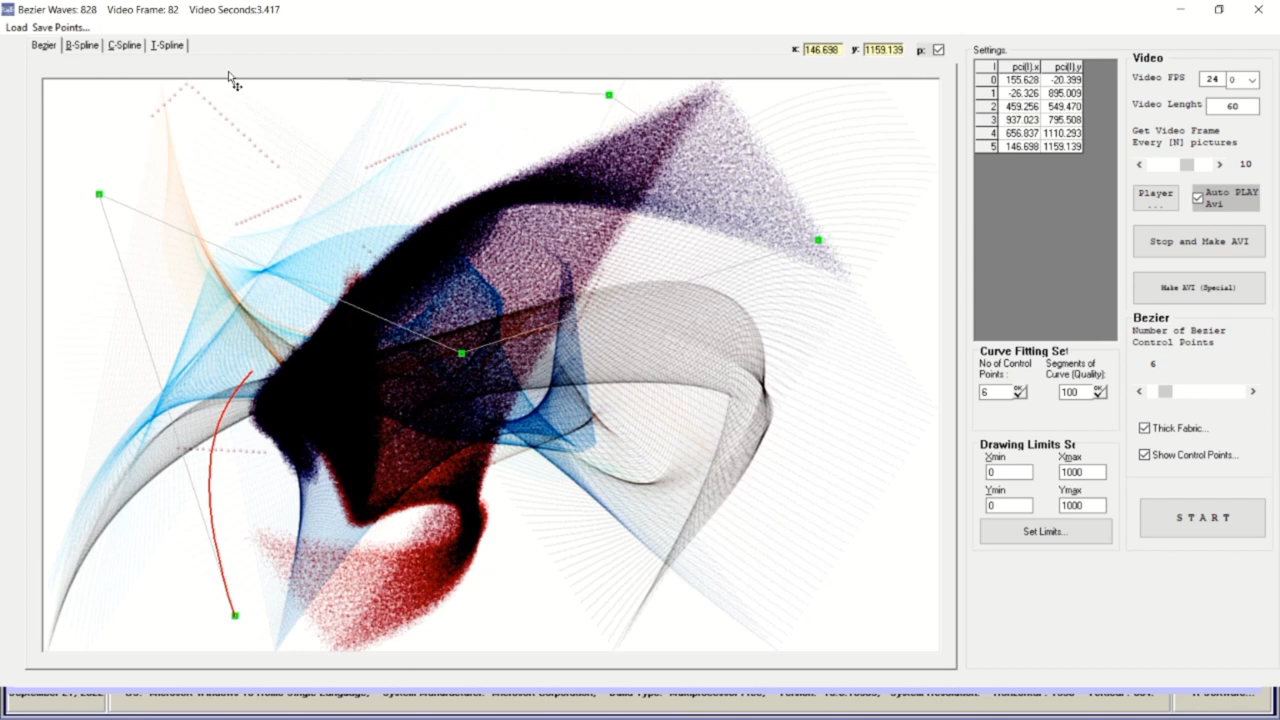 Bezier Waves: 828 Video Frame: 82 Video Seconds:3.417
Load Save Points...
Bezier B-Spline C-Spline T-Spline
x: 146.698 y: 1159.139 p:
Settings.
I pci(I).x pci(I).y
0 155.628 -20.399
1 -26.326 895.009
2 459.256 549.470
3 937.023 795.508
4 656.837 1110.293
5 146.698 1159.139
Curve Fitting Set
No of Control Points :
6 OK
Segments of Curve (Quality):
100 OK
Drawing Limits Se
Xmin Xmax
0 1000
Ymin Ymax
0 1000
Set Limits...
Video
Video FPS 24 0
Video Lenght 60
Get Video Frame
Every [N] pictures
10
Player
...
Auto PLAY
Avi
Stop and Make AVI
Make AVI (Special)
Bezier
Number of Bezier
Control Points
6
Thick Fabric...
Show Control Points...
START